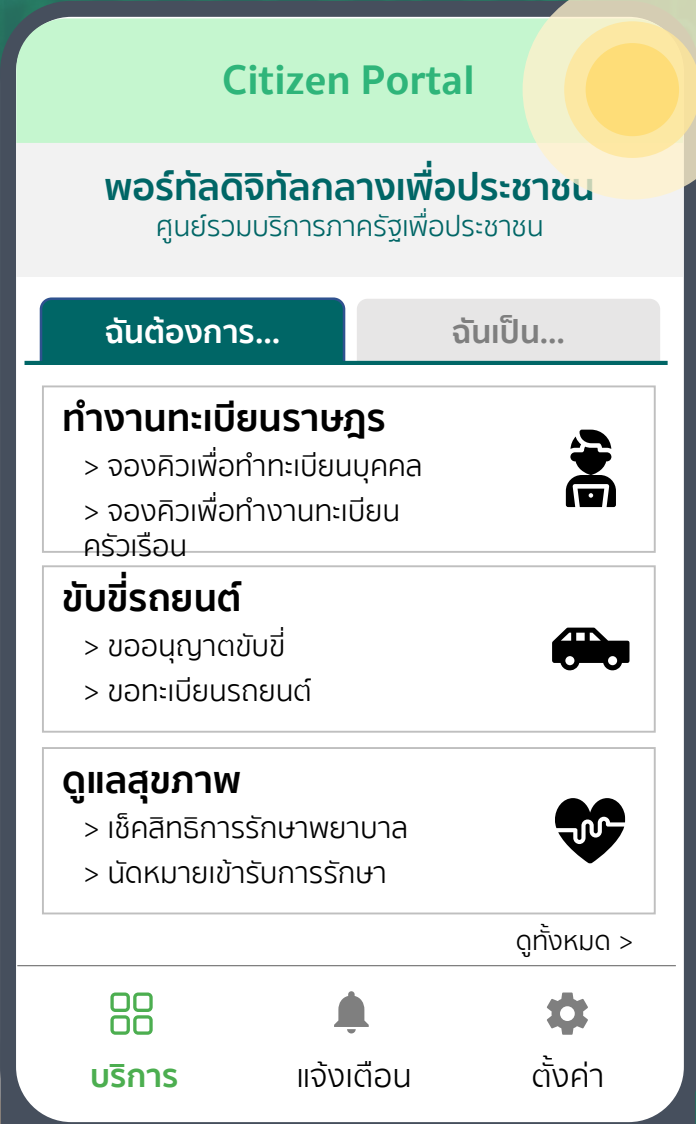 Citizen Portal
พอร์ทัลดิจิทัลกลางเพื่อประชาชน
ศูนย์รวมบริการภาครัฐเพื่อประชาชน
ฉันต้องการ...
ฉันเป็น...
ทำงานทะเบียนราษฎร
> จองคิวเพื่อทำทะเบียนบุคคล
> จองคิวเพื่อทำงานทะเบียน
ครัวเรือน
ขับขี่รถยนต์
> ขออนุญาตขับขี่
> ขอทะเบียนรถยนต์
ดูแลสุขภาพ
> เช็คสิทธิการรักษาพยาบาล
> นัดหมายเข้ารับการรักษา
ดูทั้งหมด >
บริการ
แจ้งเตือน
ตั้งค่า